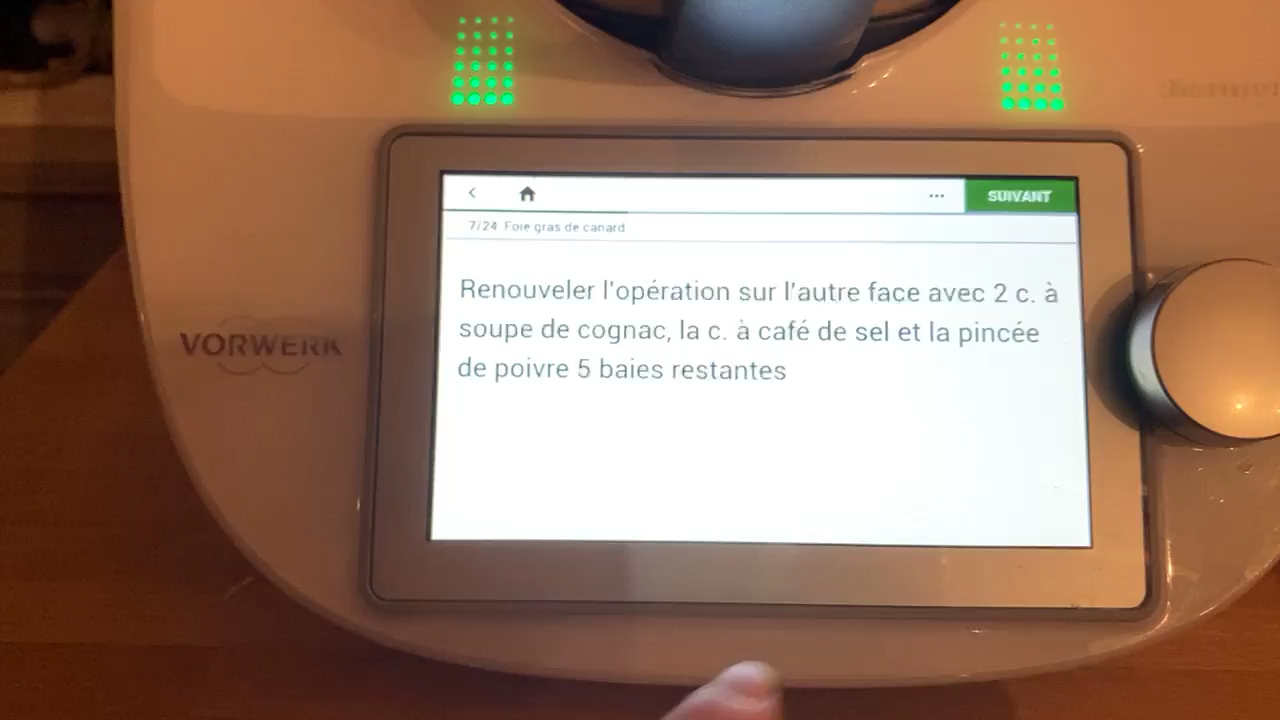 SUIVANT
7/24 Foie gras de canard
Renouveler l'opération sur l'autre face avec 2 c. à
soupe de cognac, la c. à café de sel et la pincée
de poivre 5 baies restantes
VORWERK